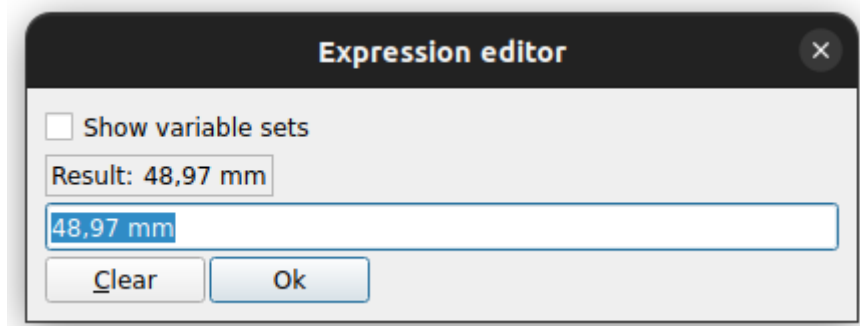 Expression editor
Show variable sets
Result: 48,97 mm
48,97 mm
Clear Ok